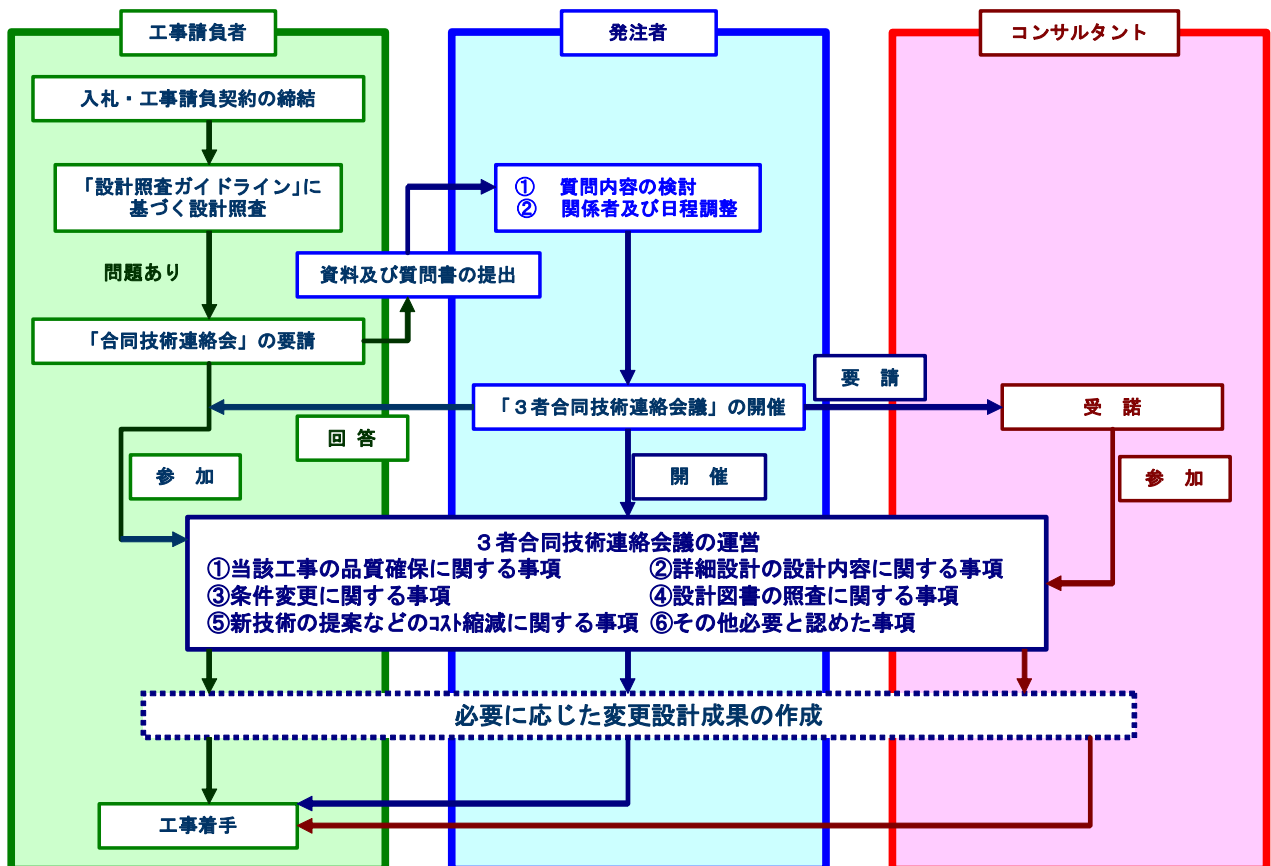 工事請負者
発注者
コンサルタント
入札・工事請負契約の締結
「設計照査ガイドライン」に
基づく設計照査
① 質問内容の検討
② 関係者及び日程調整
問題あり
資料及び質問書の提出
「合同技術連絡会」の要請
要 請
「３者合同技術連絡会議」の開催
受 諾
回 答
参 加
開 催
参 加
３者合同技術連絡会議の運営
①当該工事の品質確保に関する事項 ②詳細設計の設計内容に関する事項
③条件変更に関する事項 ④設計図書の照査に関する事項
⑤新技術の提案などのｺｽﾄ縮減に関する事項 ⑥その他必要と認めた事項
必要に応じた変更設計成果の作成
工事着手